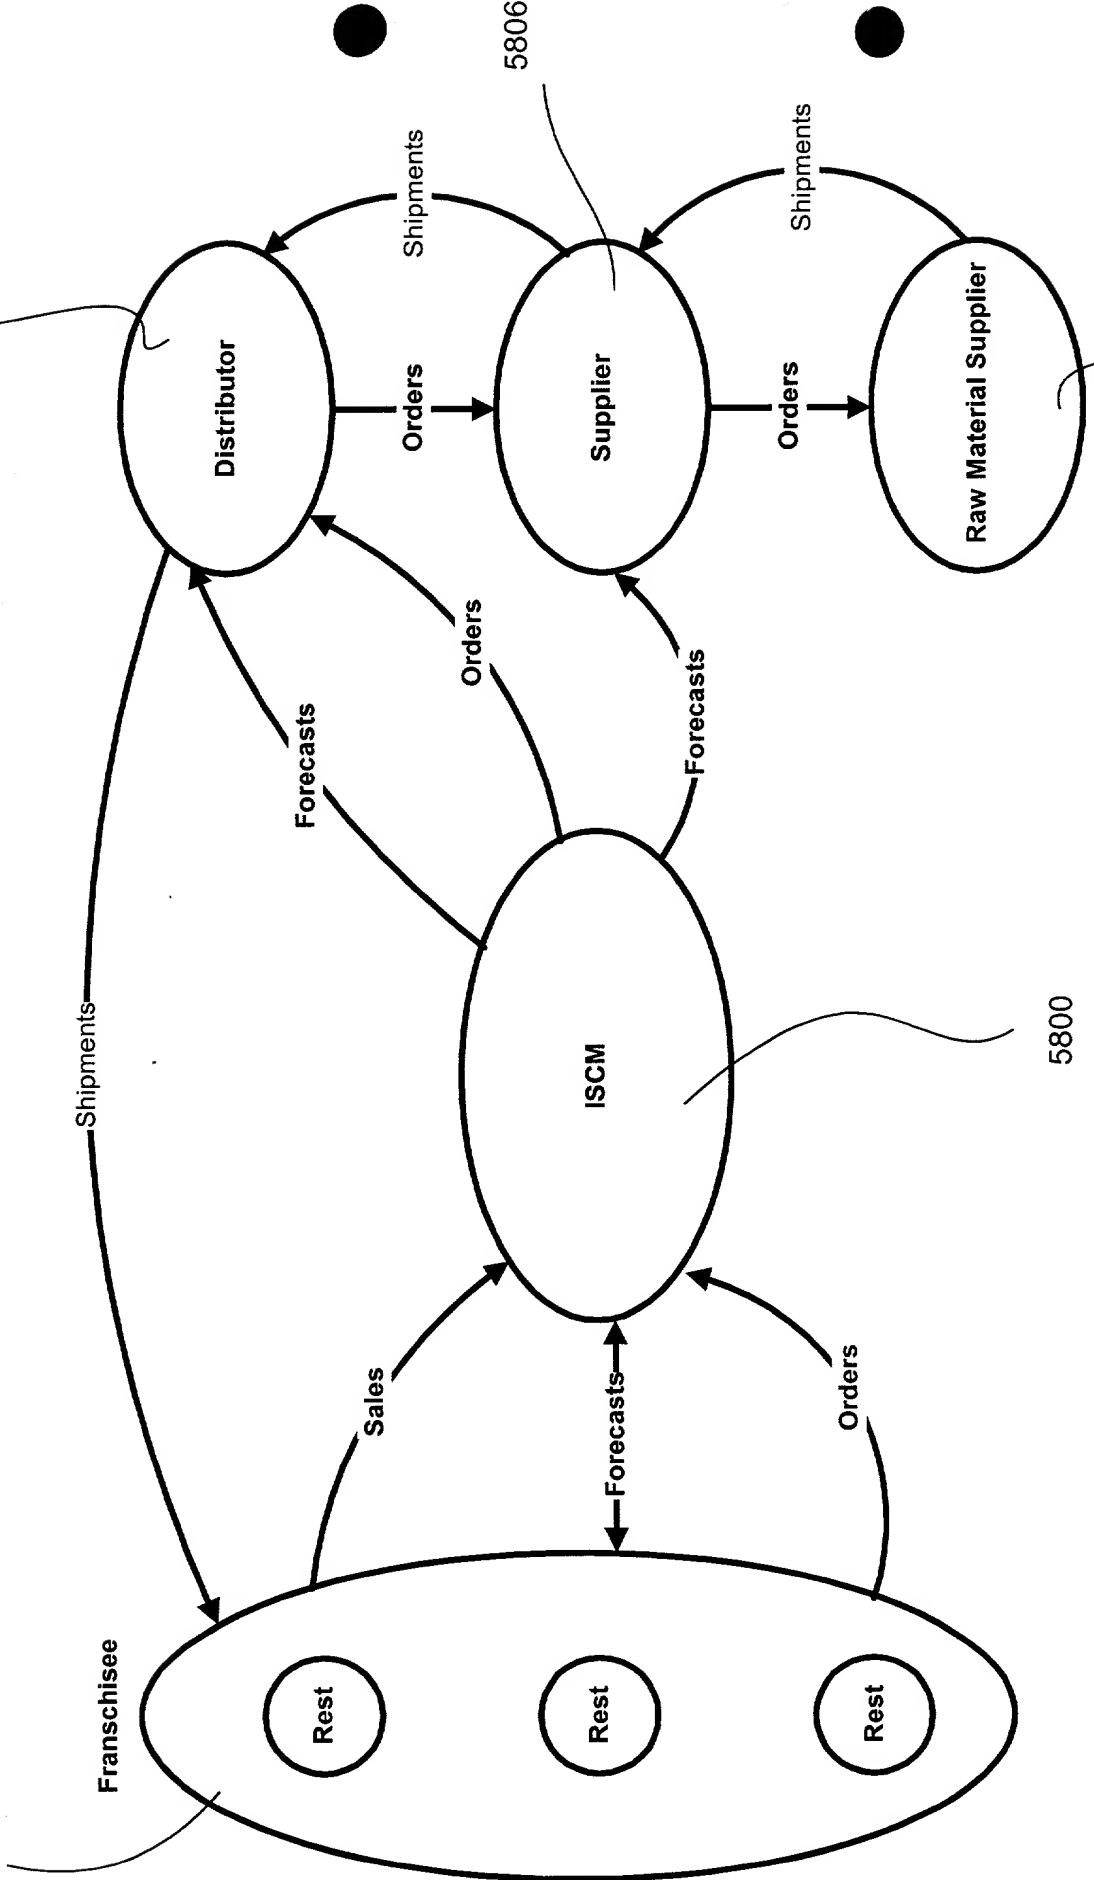 Franschisee
Rest
Rest
Rest
Shipments
Sales
Forecasts
Orders
ISCM
5800
Forecasts
Orders
Forecasts
Distributor
Orders
Supplier
Orders
Raw Material Supplier
Shipments
Shipments
5806